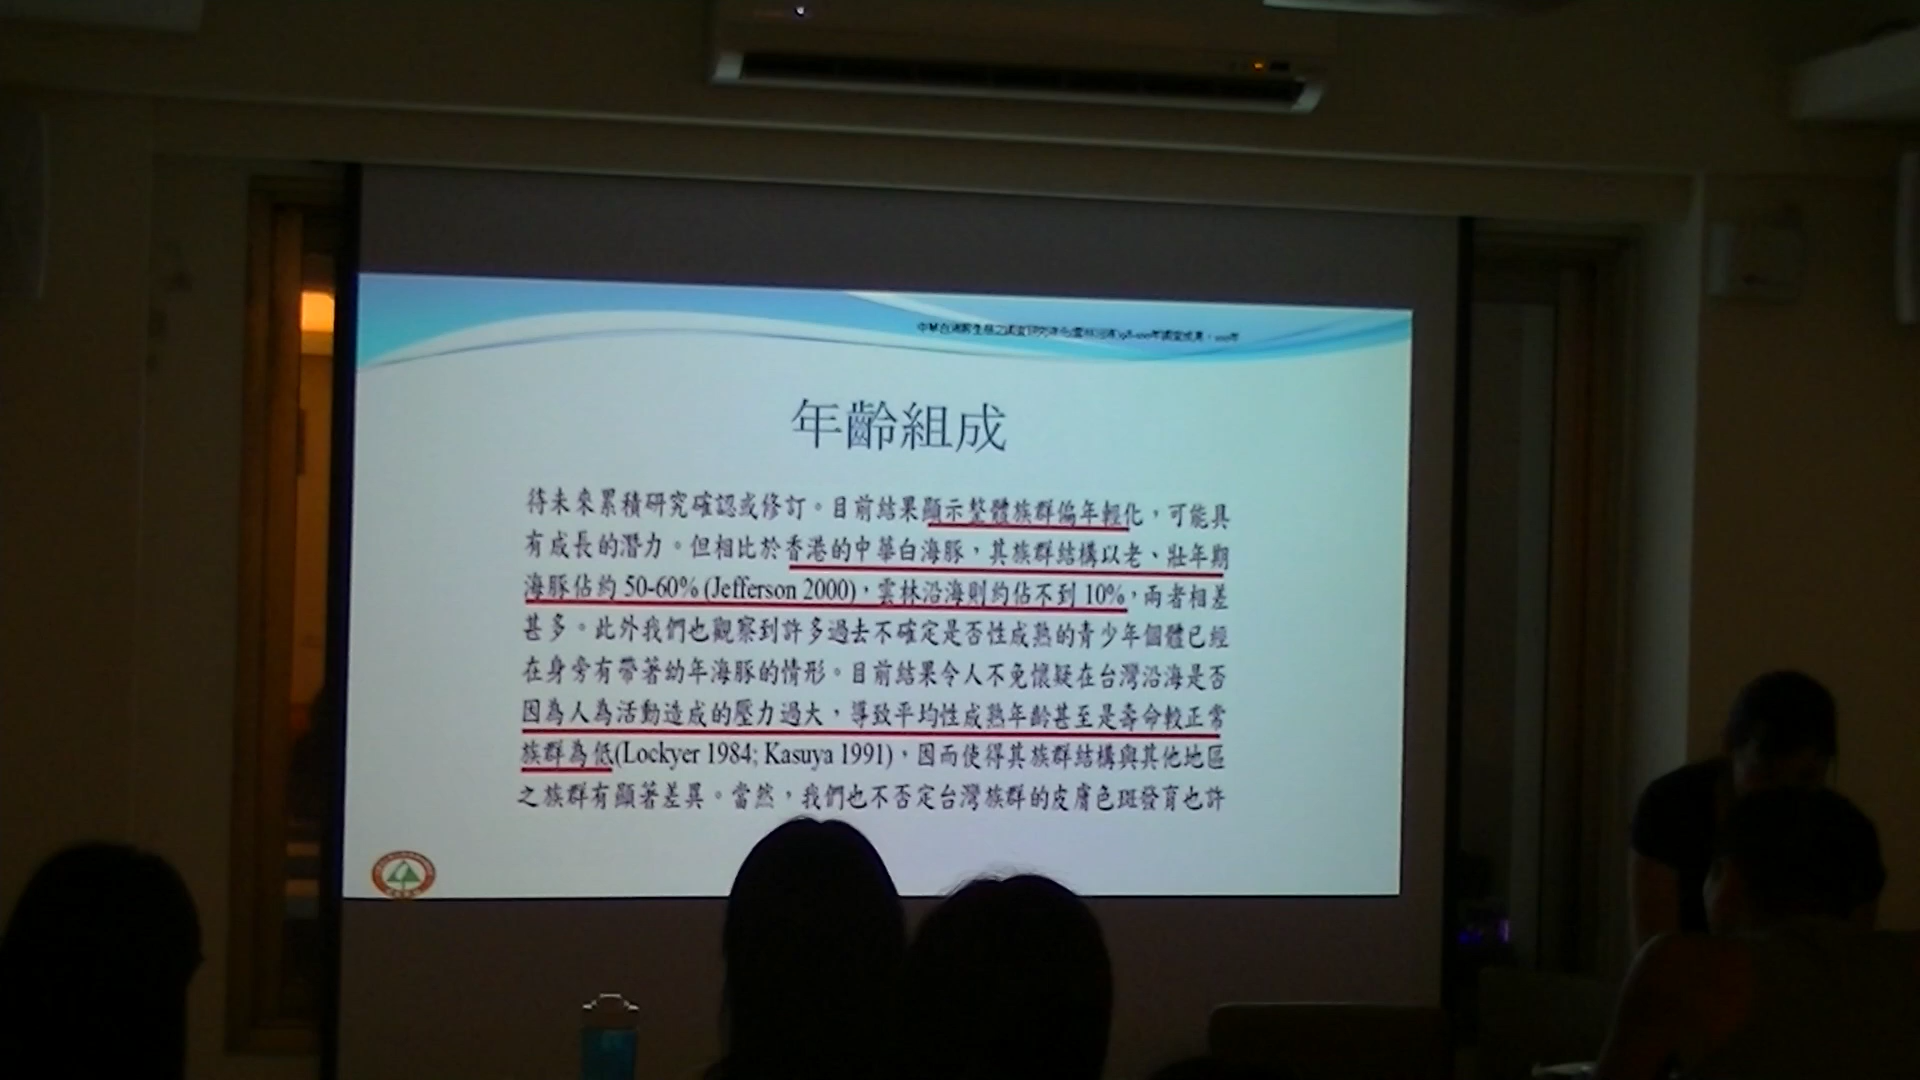 年齡組成
待未來累積研究確認或修訂。目前結果顯示整體族群偏年輕化，可能具
有成長的潛力。但相比於香港的中華白海豚，其族群結構以老、壯年期
海豚佔約 50-60% (Jefferson 2000)，雲林沿海則約佔不到 10%，兩者相差
甚多。此外我們也觀察到許多過去不確定是否性成熟的青少年個體已經
在身旁有帶著幼年海豚的情形。目前結果令人不免懷疑在台灣沿海是否
因為人為活動造成的壓力過大，導致平均性成熟年齡甚至是壽命較正常
族群為低(Lockyer 1984; Kasuya 1991)，因而使得其族群結構與其他地區
之族群有顯著差異。當然，我們也不否定台灣族群的皮膚色斑發育也許